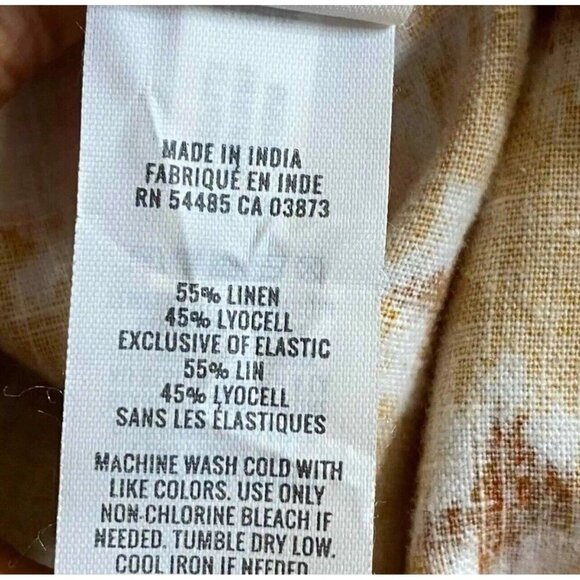 MADE IN INDIA
FABRIQUÉ EN INDE
RN 54485 CA 03873
55% LINEN
45% LYOCELL
EXCLUSIVE OF ELASTIC
55% LIN
45% LYOCELL
SANS LES ÉLASTIQUES
MACHINE WASH COLD WITH
LIKE COLORS. USE ONLY
NON-CHLORINE BLEACH IF
NEEDED. TUMBLE DRY LOW.
COOL IRON IF NEEDED.